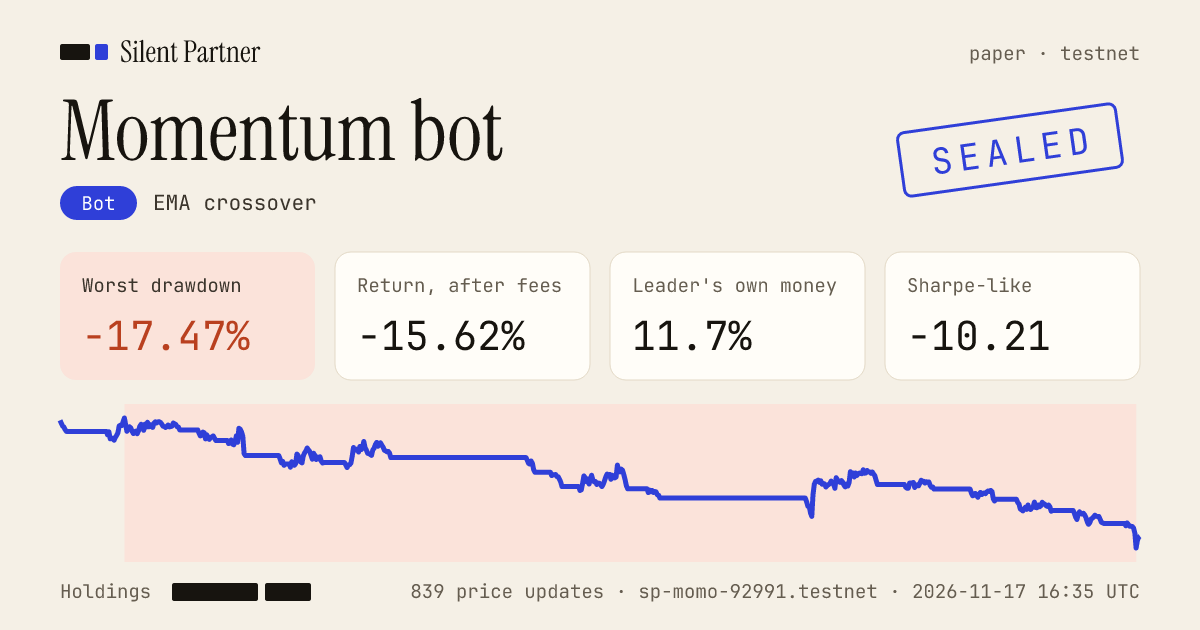 Silent Partner
paper · testnet
Momentum bot
SEALED
Bot EMA crossover
Worst drawdown
-17.47%
Return, after fees
-15.62%
Leader's own money
11.7%
Sharpe-like
-10.21
Holdings
839 price updates · sp-momo-92991.testnet · 2026-11-17 16:35 UTC